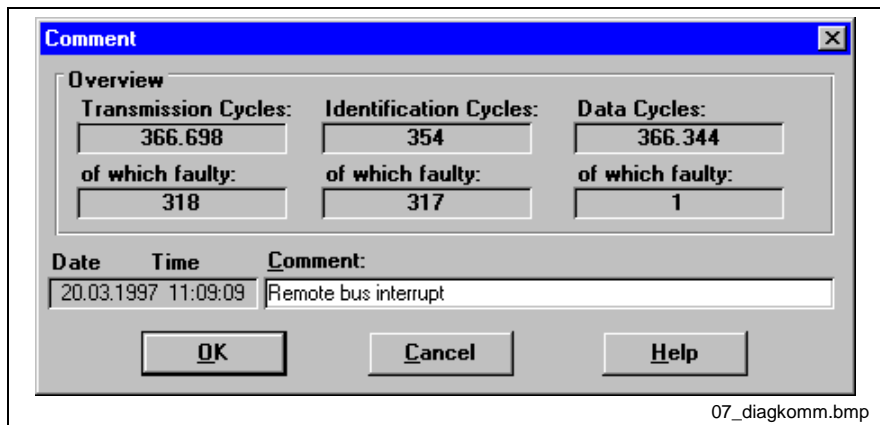 Comment
Overview
Transmission Cycles: Identification Cycles: Data Cycles:
366.698 354 366.344
of which faulty: of which faulty: of which faulty:
318 317 1
Date Time Comment:
20.03.1997 11:09:09 Remote bus interrupt
OK Cancel Help
07_diagkomm.bmp